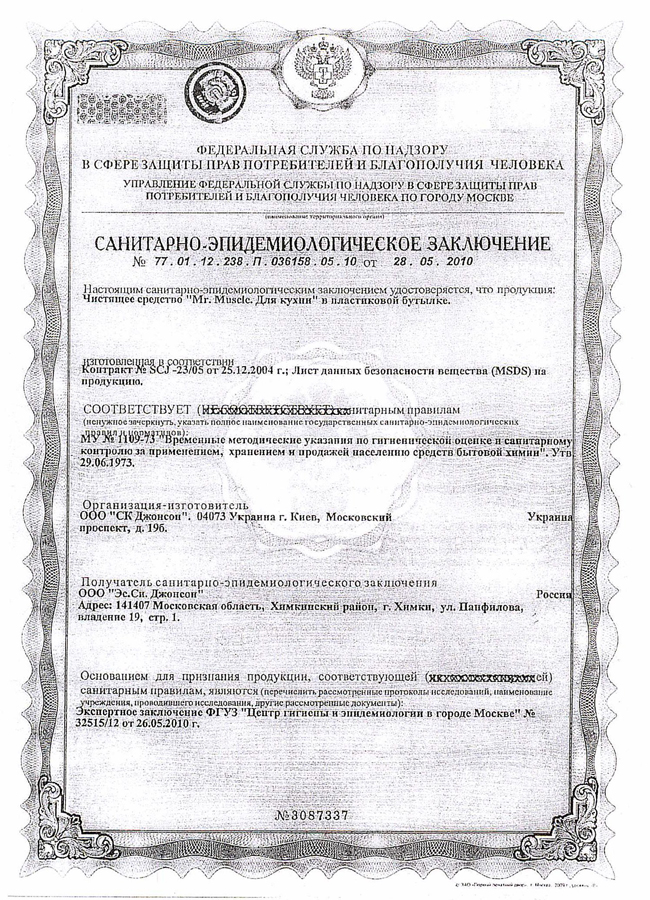 ФЕДЕРАЛЬНАЯ СЛУЖБА ПО НАДЗОРУ
В СФЕРЕ ЗАЩИТЫ ПРАВ ПОТРЕБИТЕЛЕЙ И БЛАГОПОЛУЧИЯ ЧЕЛОВЕКА
УПРАВЛЕНИЕ ФЕДЕРАЛЬНОЙ СЛУЖБЫ ПО НАДЗОРУ В СФЕРЕ ЗАЩИТЫ ПРАВ
ПОТРЕБИТЕЛЕЙ И БЛАГОПОЛУЧИЯ ЧЕЛОВЕКА ПО ГОРОДУ МОСКВЕ
(наименование территориального органа)
САНИТАРНО-ЭПИДЕМИОЛОГИЧЕСКОЕ ЗАКЛЮЧЕНИЕ
№ 77.01.12.238.П.036158.05.10 от 28.05.2010
Настоящим санитарно-эпидемиологическим заключением удостоверяется, что продукция:
Чистящее средство "Mr. Muscle. Для кухни" в пластиковой бутылке.
изготовленная в соответствии
Контракт № SCJ -23/05 от 25.12.2004 г.; Лист данных безопасности вещества (MSDS) на
продукцию.
СООТВЕТСТВУЕТ (НЕ СООТВЕТСТВУЕТ) санитарным правилам
(ненужное зачеркнуть, указать полное наименование государственных санитарно-эпидемиологических
правил и нормативов):
МУ № 1109-73 "Временные методические указания по гигиенической оценке и санитарному
контролю за применением, хранением и продажей населению средств бытовой химии". Утв
29.06.1973.
Организация-изготовитель
ООО "СК Джонсон". 04073 Украина г. Киев, Московский Украина
проспект, д. 19б.
Получатель санитарно-эпидемиологического заключения
ООО "Эс.Си. Джонсон" Россия
Адрес: 141407 Московская область, Химкинский район, г. Химки, ул. Панфилова,
владение 19, стр. 1.
Основанием для признания продукции, соответствующей ( ей)
санитарным правилам, являются (перечислить рассмотренные протоколы исследований, наименование
учреждения, проводившего исследования, другие рассмотренные документы):
Экспертное заключение ФГУЗ "Центр гигиены и эпидемиологии в городе Москве" №
32515/12 от 26.05.2010 г.
№3087337
© ЗАО «Первый печатный двор», г. Москва, 2009 г.